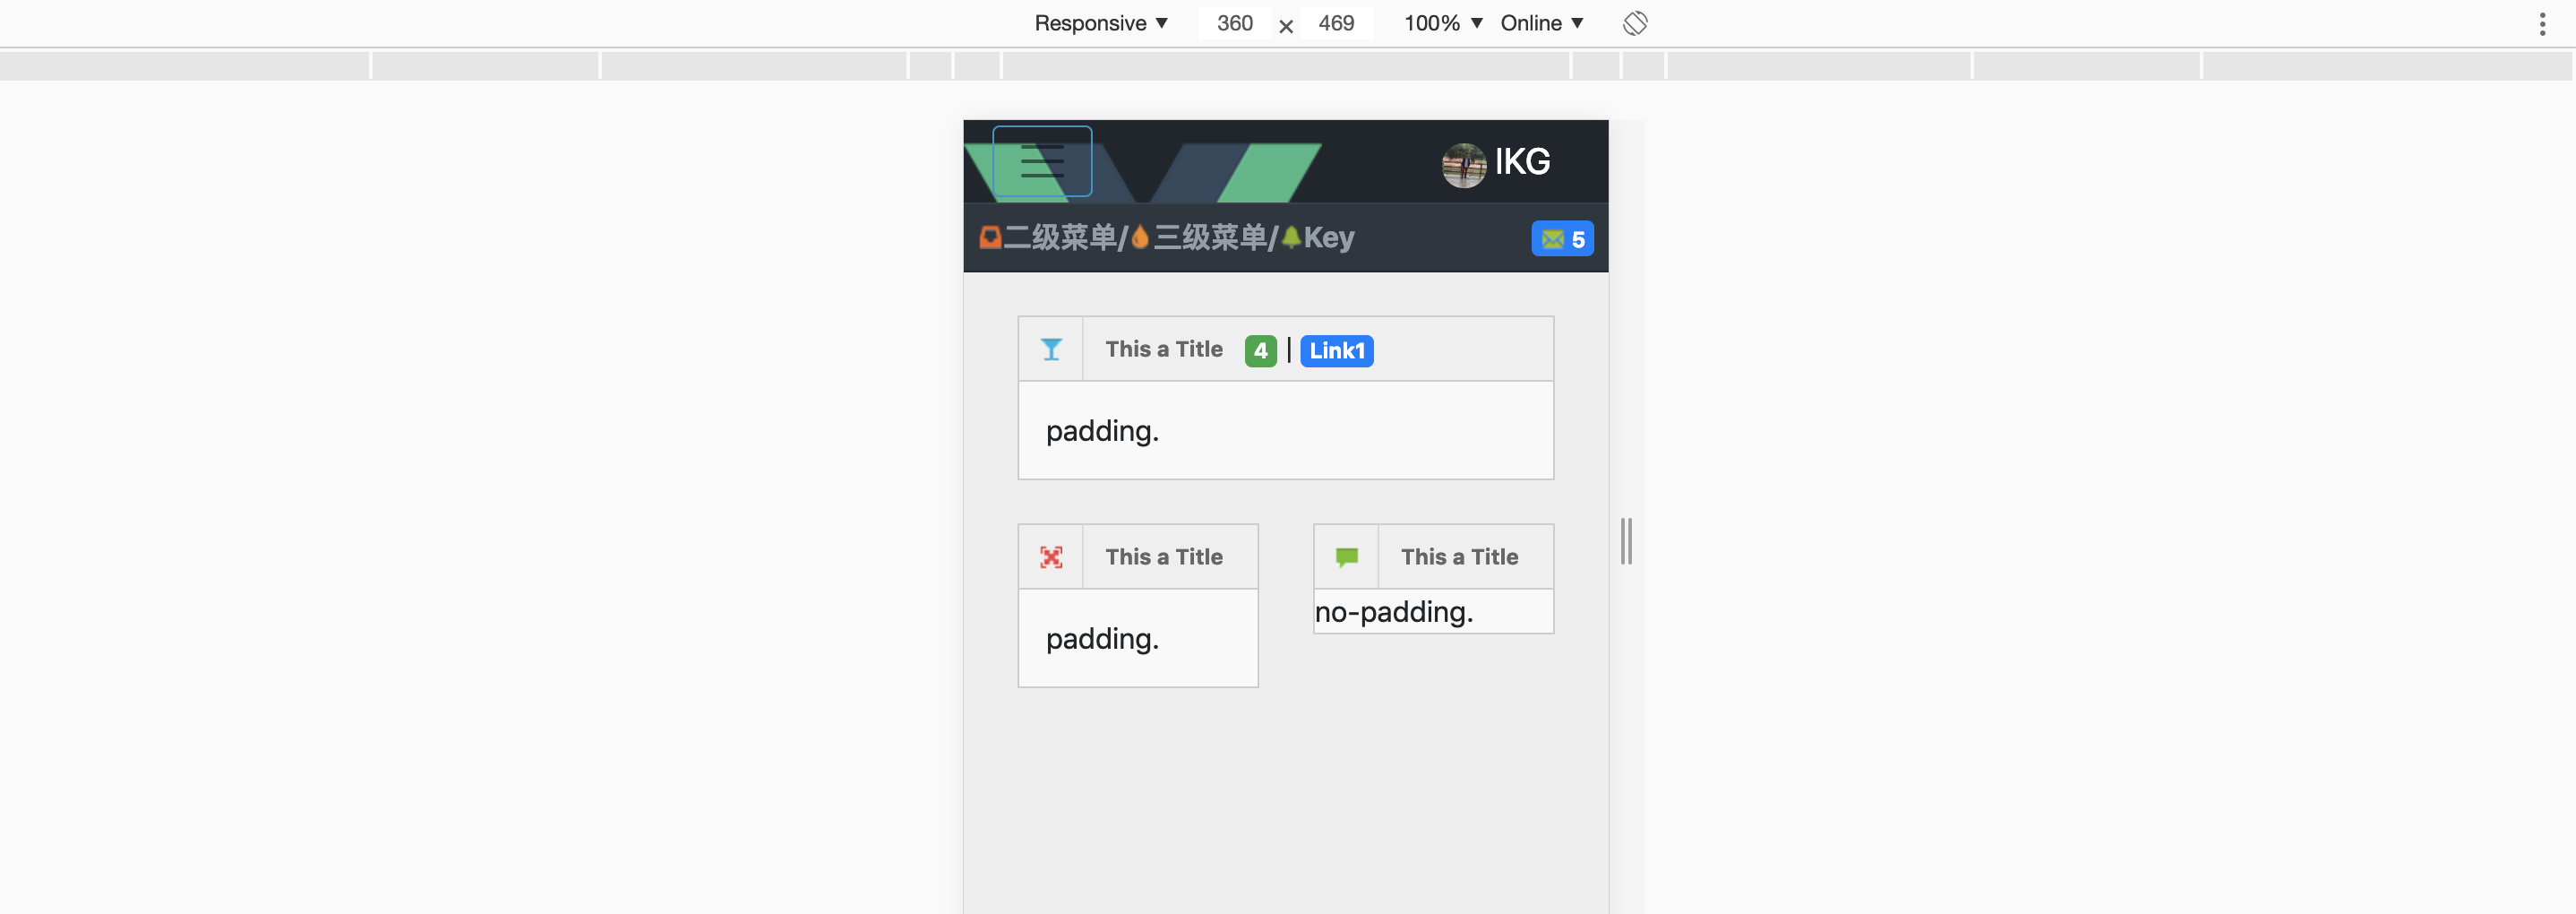 Responsive ▼ 360 × 469 100% ▼ Online ▼
IKG
二级菜单/三级菜单/Key 5
This a Title 4 | Link1
padding.
This a Title
padding.
This a Title
no-padding.